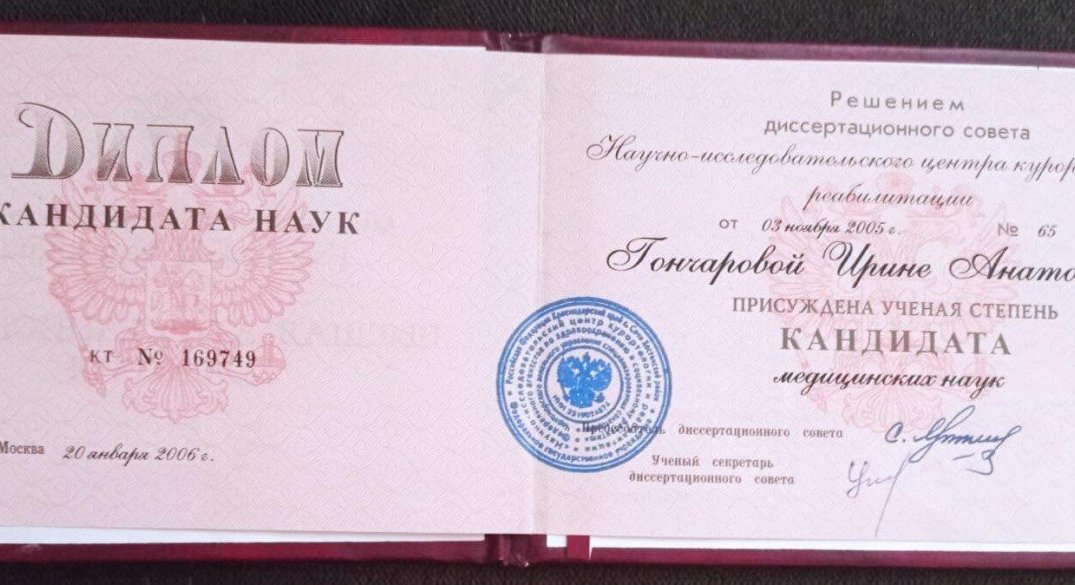 Диплом
КАНДИДАТА НАУК
КТ № 169749
Москва 20 января 2006 г.
Решением
диссертационного совета
Научно-исследовательского центра
реабилитации
от 03 ноября 2005 г. № 65
Гончаровой Ирине
ПРИСУЖДЕНА УЧЕНАЯ СТЕПЕНЬ
КАНДИДАТА
медицинских наук
Председатель диссертационного совета
Ученый секретарь
диссертационного совета